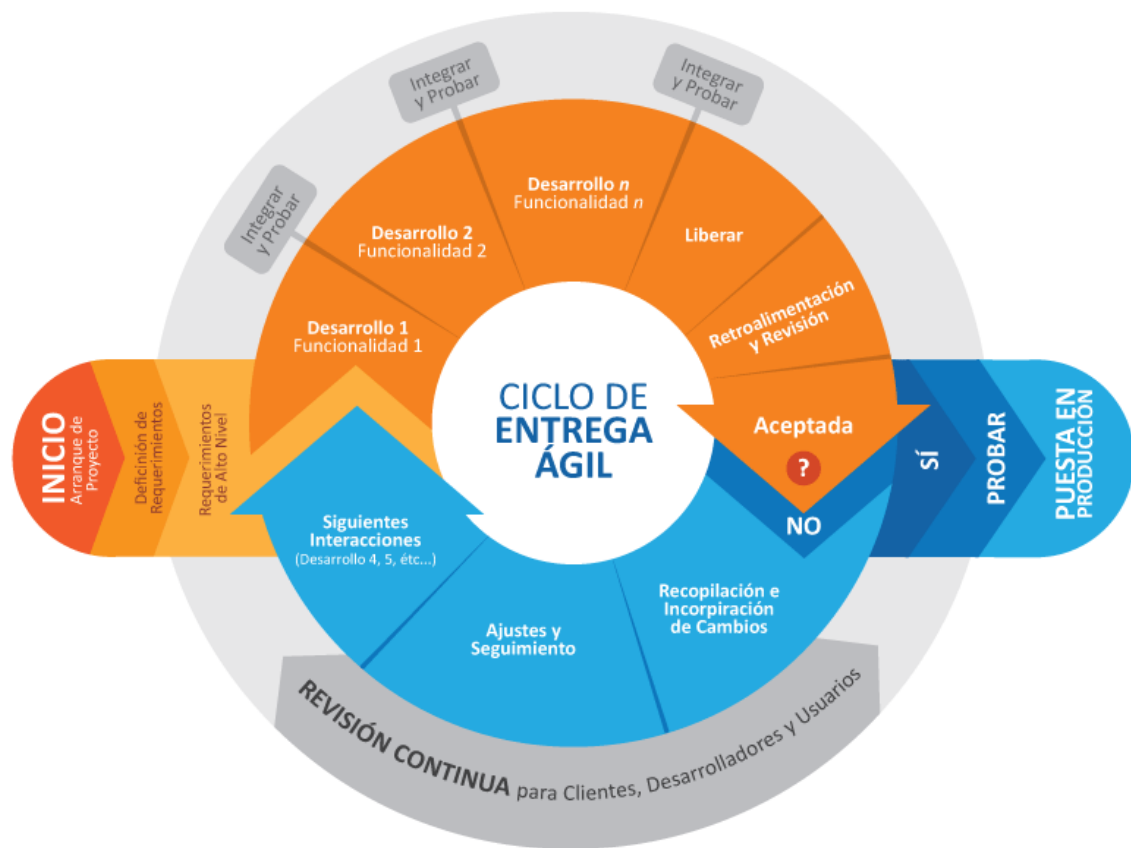 INICIO
Arranque de
Proyecto
Deficinión de
Requerimientos
Requerimientos
de Alto Nivel
Integrar
y Probar
Integrar
y Probar
Integrar
y Probar
Desarrollo 1
Funcionalidad 1
Desarrollo 2
Funcionalidad 2
Desarrollo n
Funcionalidad n
Liberar
Retroalimentación
y Revisión
Aceptada
?
SÍ
PROBAR
PUESTA EN
PRODUCCIÓN
NO
Recopilación e
Incorpiración
de Cambios
Ajustes y
Seguimiento
Siguientes
Interacciones
(Desarrollo 4, 5, étc...)
CICLO DE
ENTREGA
ÁGIL
REVISIÓN CONTINUA para Clientes, Desarrolladores y Usuarios